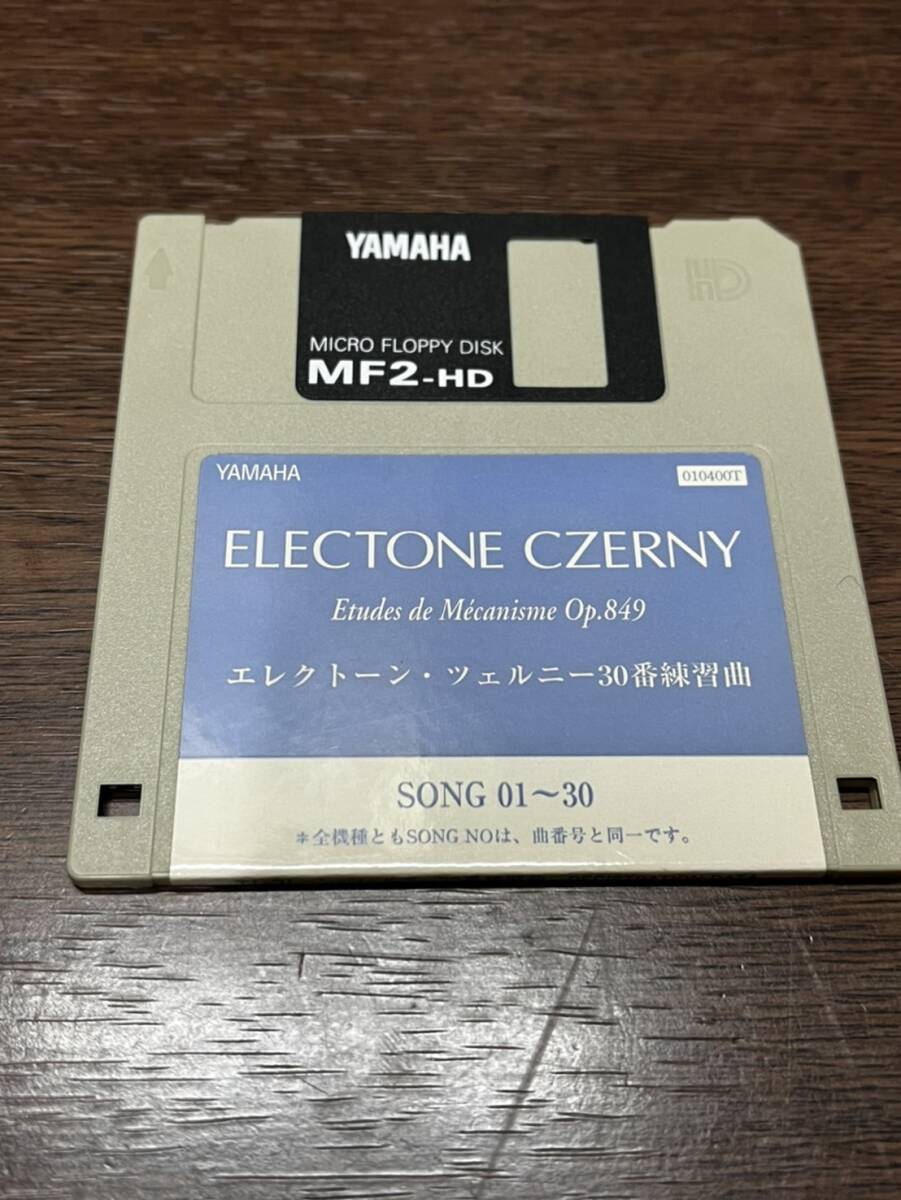 YAMAHA
HD
MICRO FLOPPY DISK
MF2-HD
YAMAHA
010400T
ELECTONE CZERNY
Etudes de Mécanisme Op.849
エレクトーン・ツェルニー30番練習曲
SONG 01〜30
＊全機種ともSONG NOは、曲番号と同一です。